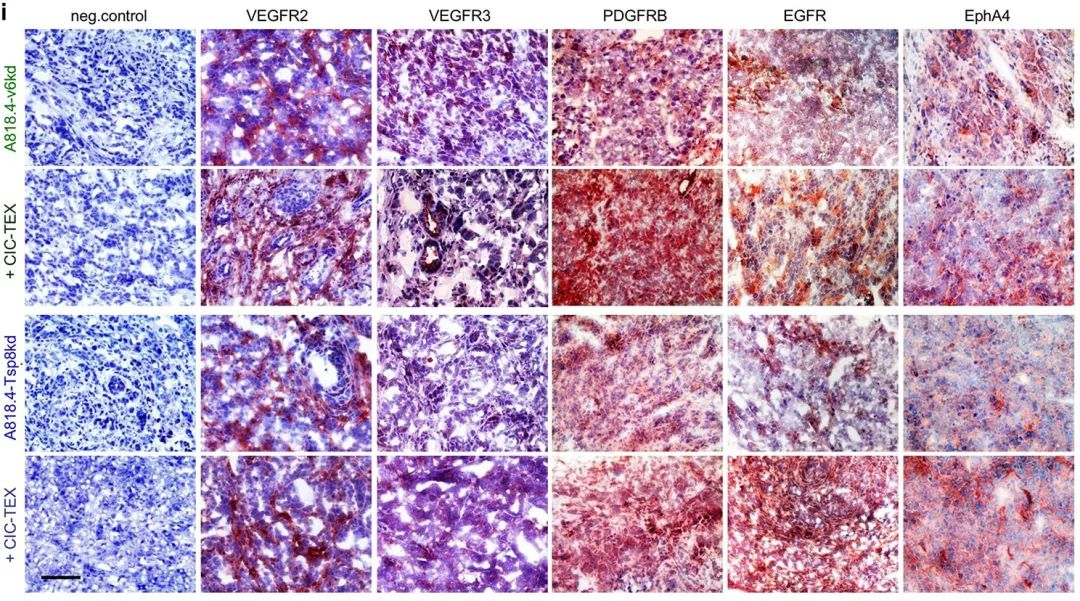 i
neg.control VEGFR2 VEGFR3 PDGFRB EGFR EphA4
A818.4-v6kd
+ CIC-TEX
A818.4-Tsp8kd
+ CIC-TEX